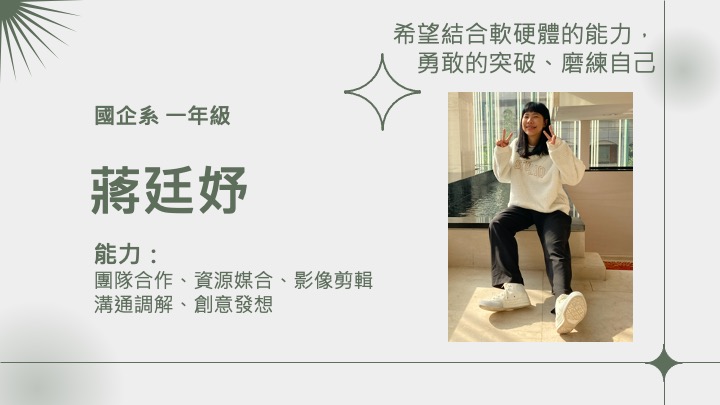 希望結合軟硬體的能力，
勇敢的突破、磨練自己
國企系 一年級
蔣廷妤
能力：
團隊合作、資源媒合、影像剪輯
溝通調解、創意發想